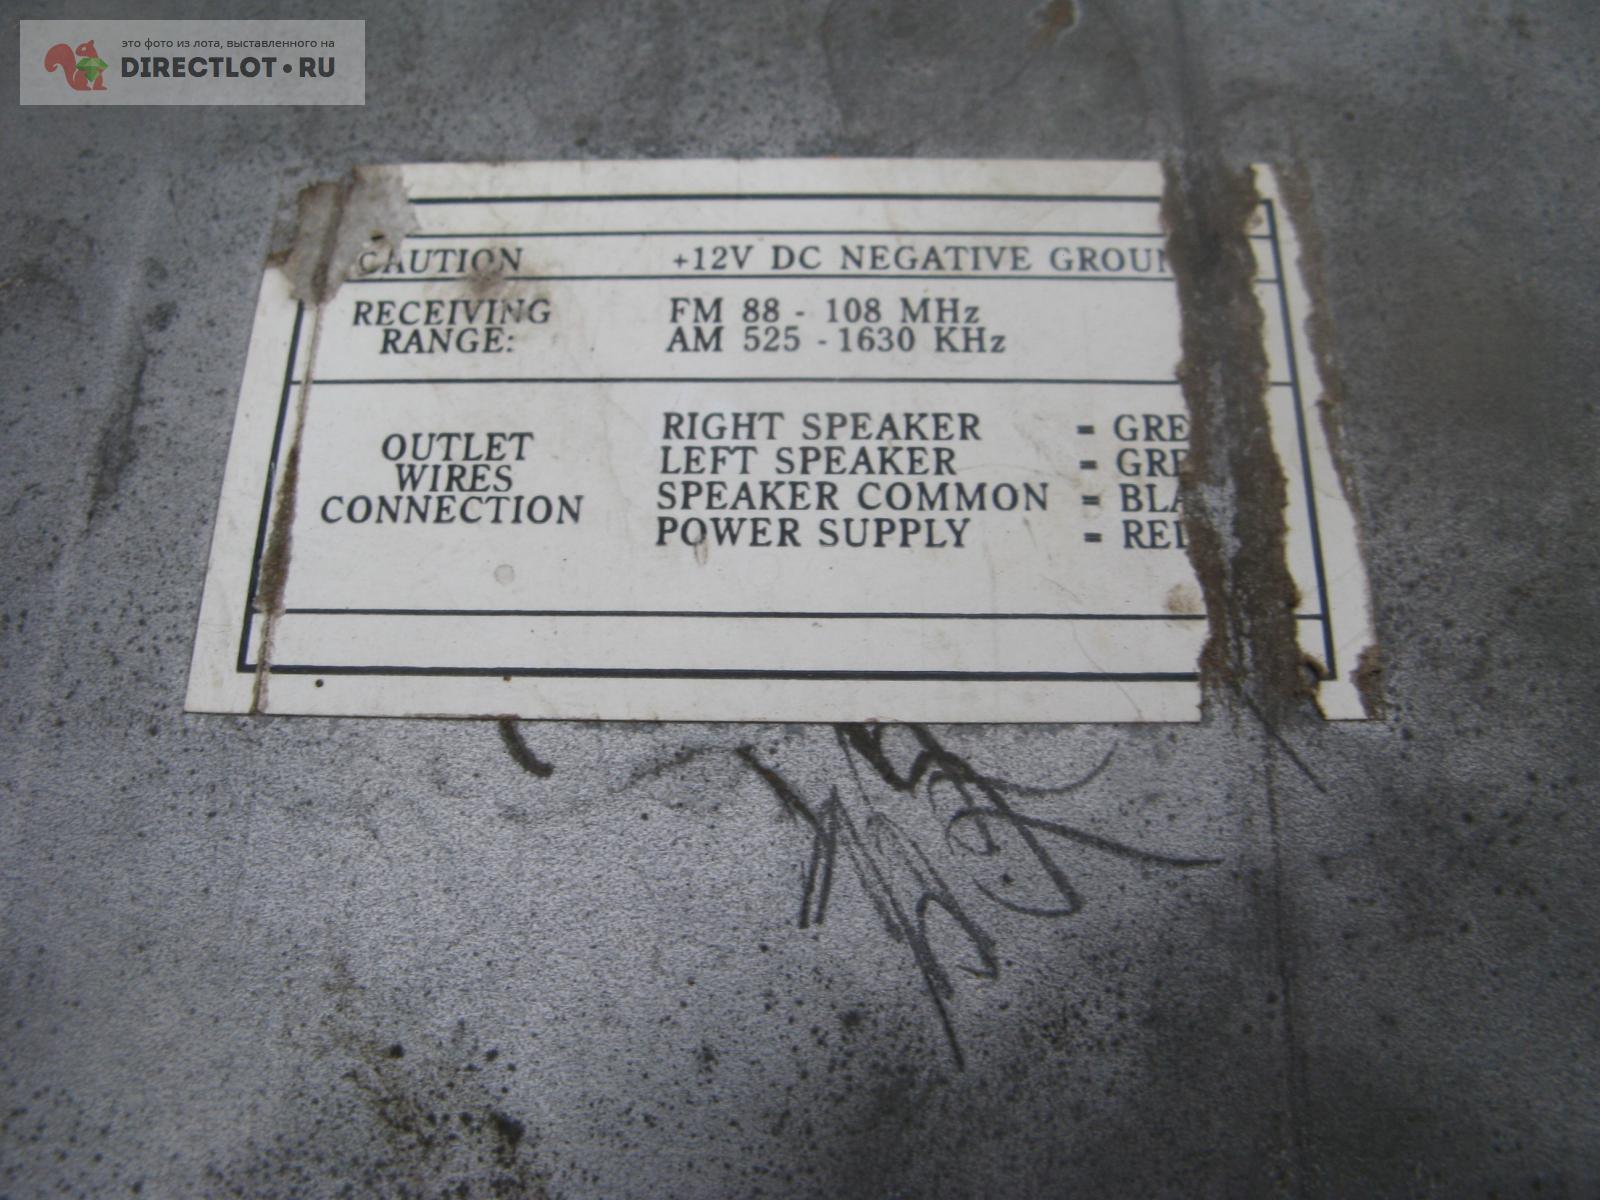 это фото из лота, выставленного на
DIRECTLOT•RU
CAUTION +12V DC NEGATIVE GROUN
RECEIVING RANGE:
FM 88 - 108 MHz
AM 525 - 1630 KHz
OUTLET
WIRES
CONNECTION
RIGHT SPEAKER = GRE
LEFT SPEAKER = GRE
SPEAKER COMMON = BLA
POWER SUPPLY = RED